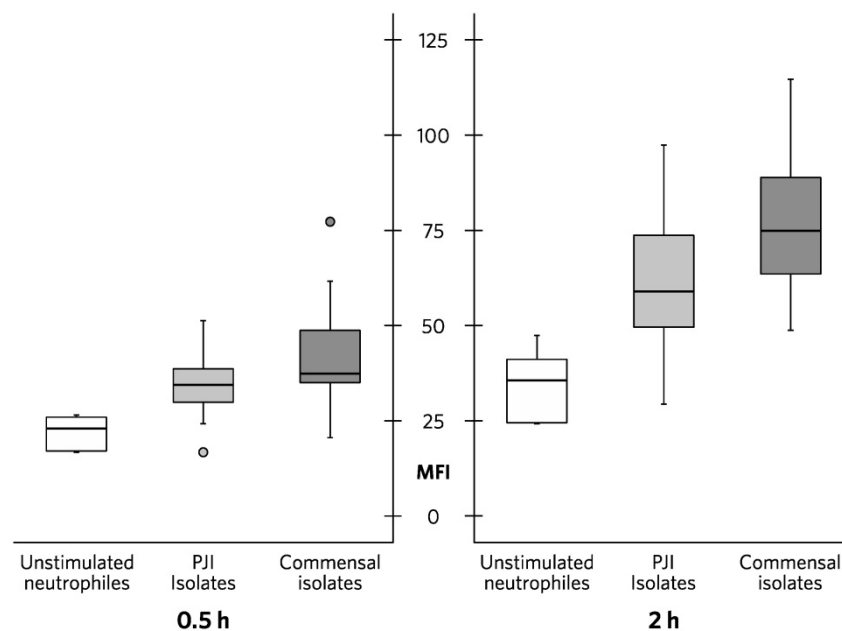 125
100
75
50
25
MFI
0
Unstimulated
neutrophiles
PJI
Isolates
Commensal
isolates
0.5 h
Unstimulated
neutrophiles
PJI
Isolates
Commensal
isolates
2 h